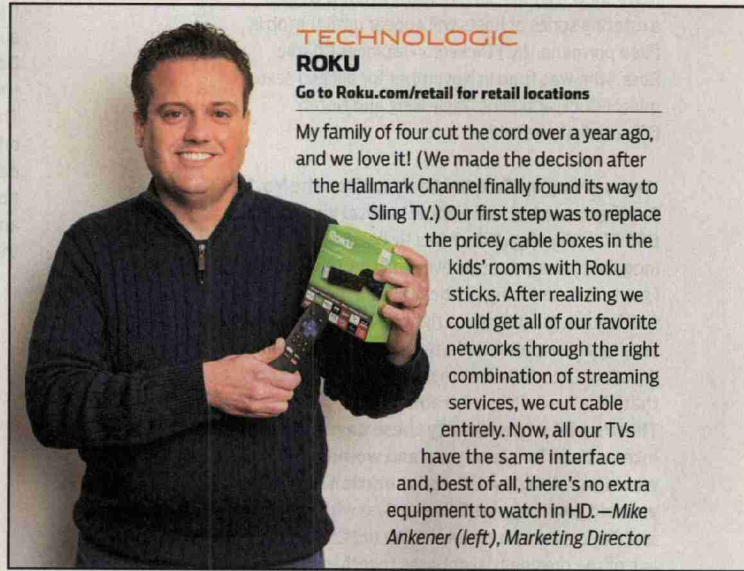 TECHNOLOGIC
ROKU
Go to Roku.com/retail for retail locations
My family of four cut the cord over a year ago,
and we love it! (We made the decision after
the Hallmark Channel finally found its way to
Sling TV.) Our first step was to replace
the pricey cable boxes in the
kids' rooms with Roku
sticks. After realizing we
could get all of our favorite
networks through the right
combination of streaming
services, we cut cable
entirely. Now, all our TVs
have the same interface
and, best of all, there's no extra
equipment to watch in HD. —Mike
Ankener (left), Marketing Director
ROKU